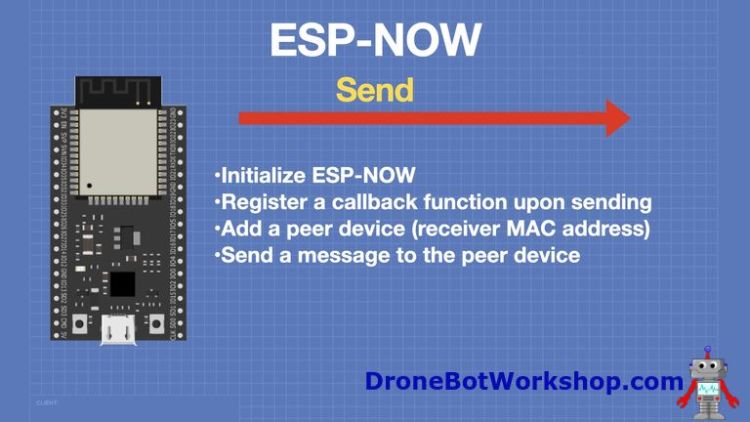 ESP-NOW
Send
•Initialize ESP-NOW
•Register a callback function upon sending
•Add a peer device (receiver MAC address)
•Send a message to the peer device
DroneBotWorkshop.com